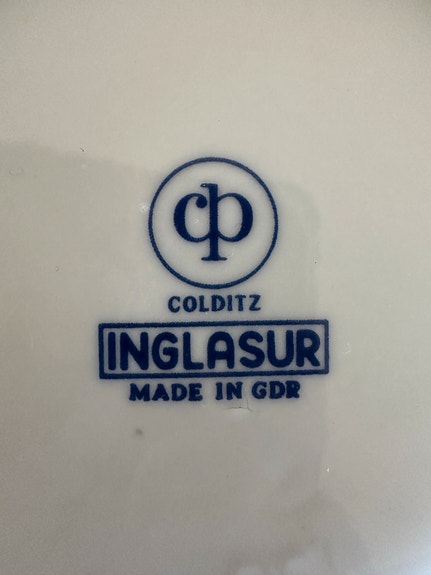 cp
COLDITZ
INGLASUR
MADE IN GDR